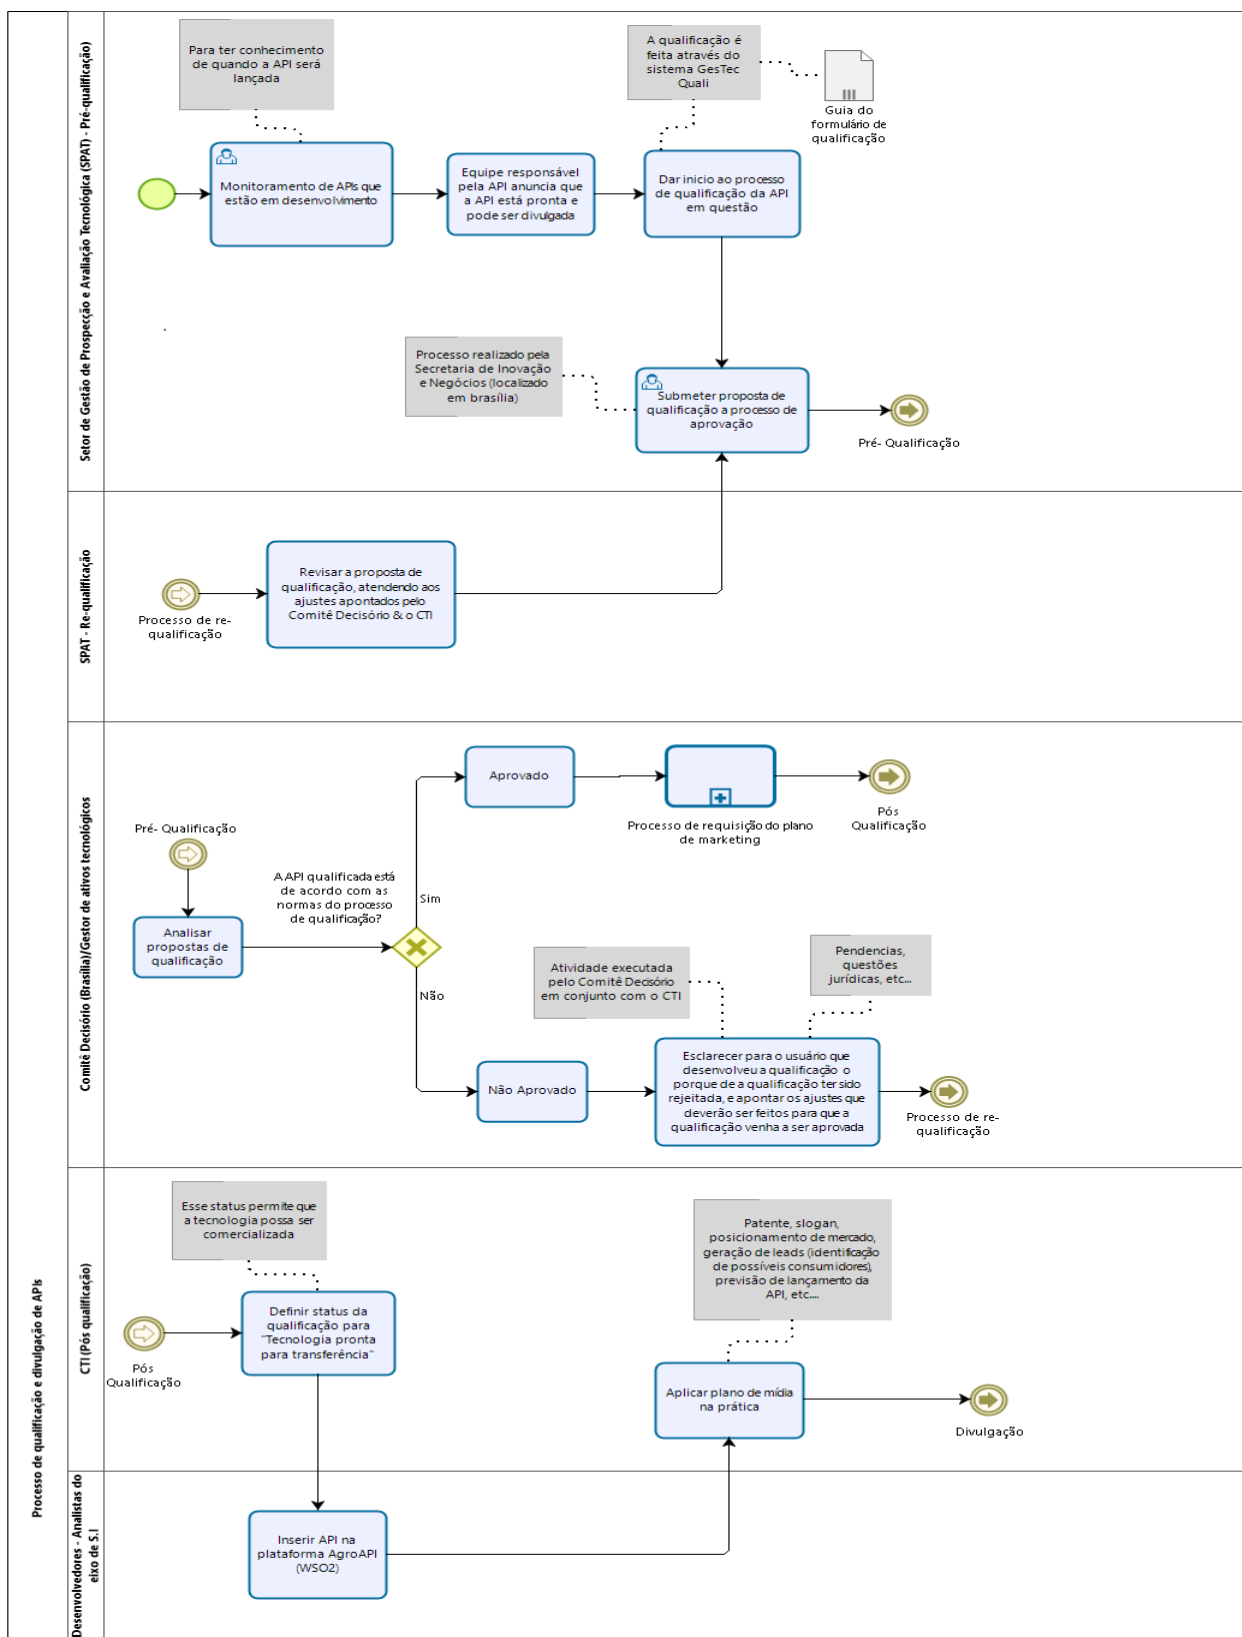 Processo de qualificação e divulgação de APIs
Setor de Gestão de Prospecção e Avaliação Tecnológica (SPAT) - Pré-qualificação)
Para ter conhecimento
de quando a API será
lançada
A qualificação é
feita através do
sistema GesTec
Quali
Guia do
formulário de
qualificação
Monitoramento de APIs que
estão em desenvolvimento
Equipe responsável
pela API anuncia que
a API está pronta e
pode ser divulgada
Dar inicio ao processo
de qualificação da API
em questão
Processo realizado pela
Secretaria de Inovação
e Negócios (localizado
em brasília)
Submeter proposta de
qualificação a processo de
aprovação
Pré- Qualificação
SPAT - Re-qualificação
Processo de re-
qualificação
Revisar a proposta de
qualificação, atendendo aos
ajustes apontados pelo
Comitê Decisório & o CTI
Comitê Decisório (Brasília)/Gestor de ativos tecnológicos
Pré- Qualificação
Analisar
propostas de
qualificação
A API qualificada está
de acordo com as
normas do processo
de qualificação?
Sim
Não
Aprovado
Processo de requisição do plano
de marketing
Pós
Qualificação
Atividade executada
pelo Comitê Decisório
em conjunto com o CTI
Pendencias,
questões
jurídicas, etc...
Não Aprovado
Esclarecer para o usuário que
desenvolveu a qualificação o
porque de a qualificação ter sido
rejeitada, e apontar os ajustes que
deverão ser feitos para que a
qualificação venha a ser aprovada
Processo de re-
qualificação
CTI (Pós qualificação)
Esse status permite que
a tecnologia possa ser
comercializada
Pós
Qualificação
Definir status da
qualificação para
"Tecnologia pronta
para transferência"
Patente, slogan,
posicionamento de mercado,
geração de leads (identificação
de possíveis consumidores),
previsão de lançamento da
API, etc....
Aplicar plano de mídia
na prática
Divulgação
Desenvolvedores - Analistas do
eixo de S.I
Inserir API na
plataforma AgroAPI
(WSO2)